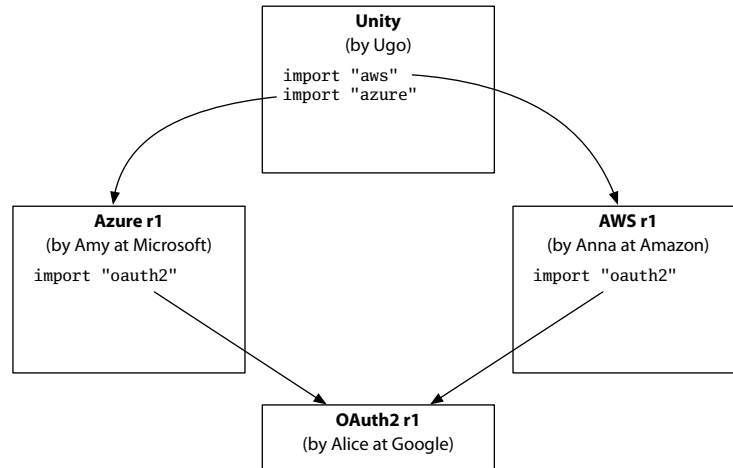 Unity
(by Ugo)
import "aws"
import "azure"
Azure r1
(by Amy at Microsoft)
import "oauth2"
AWS r1
(by Anna at Amazon)
import "oauth2"
OAuth2 r1
(by Alice at Google)